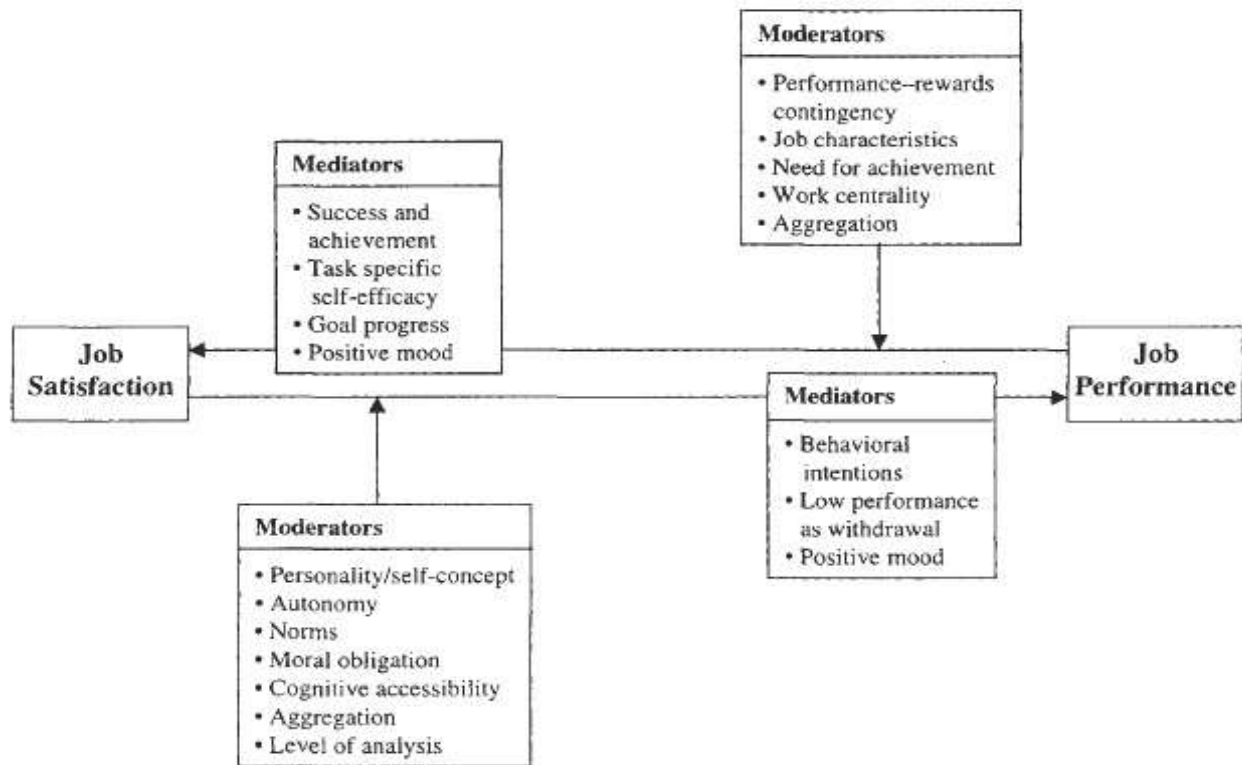 Moderators
• Performance--rewards
contingency
• Job characteristics
• Need for achievement
• Work centrality
• Aggregation
Mediators
• Success and
achievement
• Task specific
self-efficacy
• Goal progress
• Positive mood
Job
Satisfaction
Job
Performance
Mediators
• Behavioral
intentions
• Low performance
as withdrawal
• Positive mood
Moderators
• Personality/self-concept
• Autonomy
• Norms
• Moral obligation
• Cognitive accessibility
• Aggregation
• Level of analysis